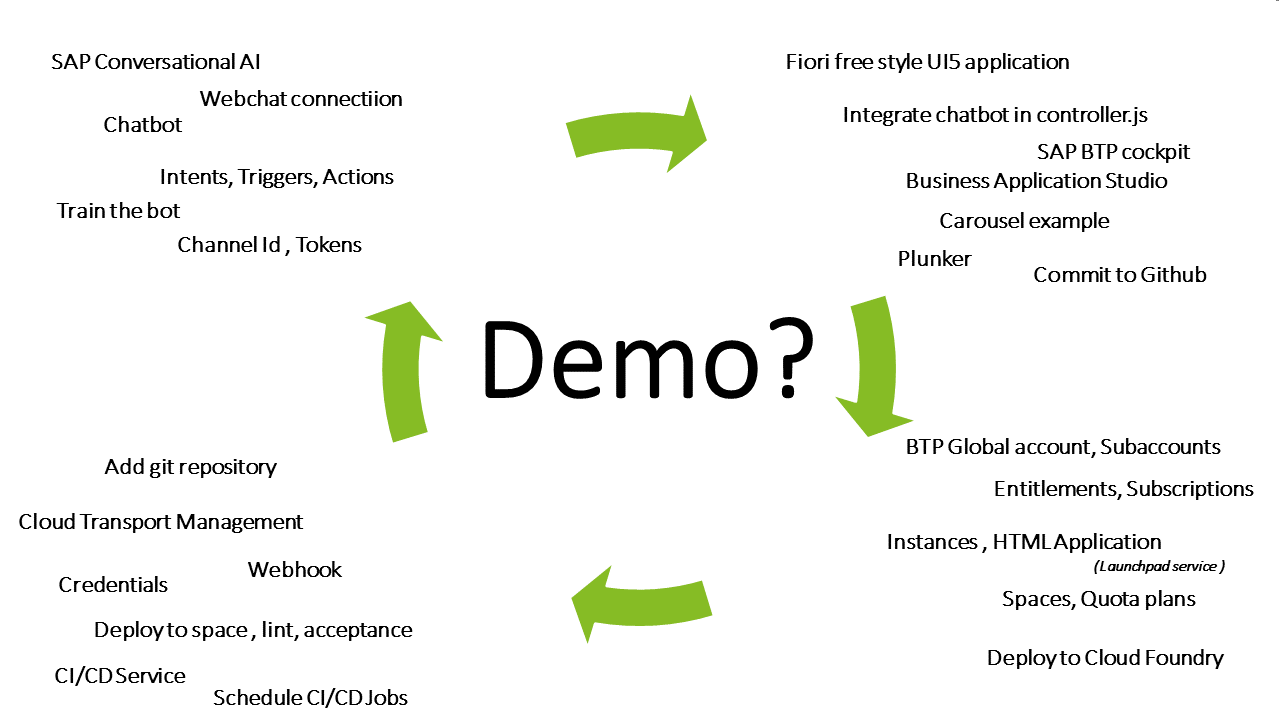 SAP Conversational AI
Webchat connectiion
Chatbot
Intents, Triggers, Actions
Train the bot
Channel Id , Tokens
Fiori free style UI5 application
Integrate chatbot in controller.js
SAP BTP cockpit
Business Application Studio
Carousel example
Plunker
Commit to Github
Demo?
BTP Global account, Subaccounts
Entitlements, Subscriptions
Instances , HTML Application
(Launchpad service )
Spaces, Quota plans
Deploy to Cloud Foundry
Add git repository
Cloud Transport Management
Webhook
Credentials
Deploy to space , lint, acceptance
CI/CD Service
Schedule CI/CD Jobs